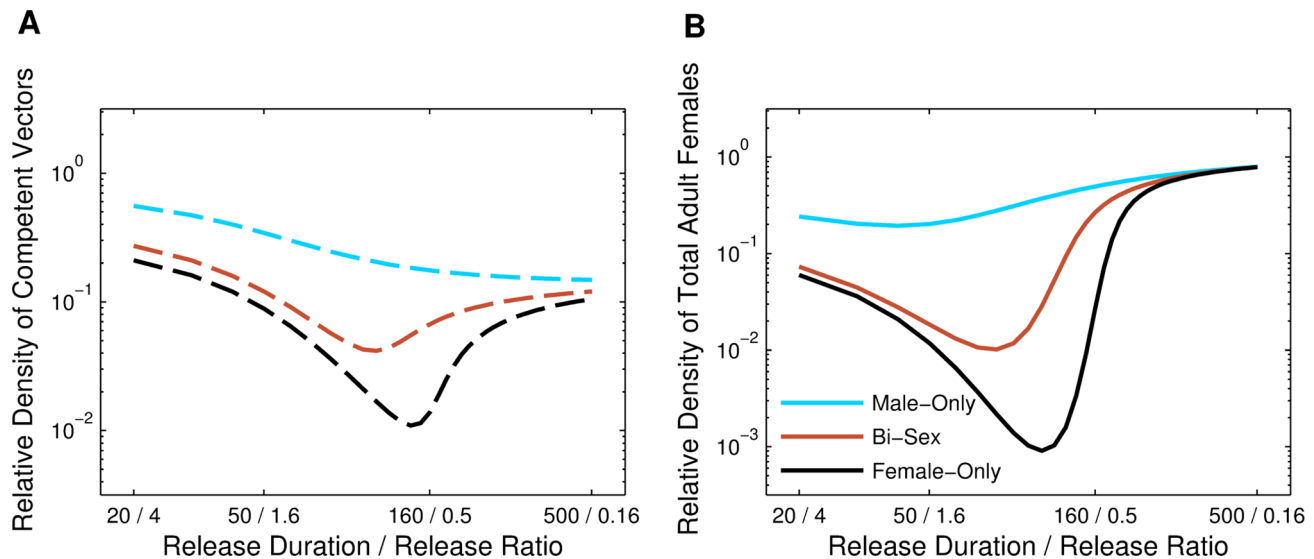 A
Relative Density of Competent Vectors
10^0
10^-1
10^-2
20 / 4
50 / 1.6
160 / 0.5
500 / 0.16
Release Duration / Release Ratio
B
Relative Density of Total Adult Females
10^0
10^-1
10^-2
10^-3
Male-Only
Bi-Sex
Female-Only
20 / 4
50 / 1.6
160 / 0.5
500 / 0.16
Release Duration / Release Ratio